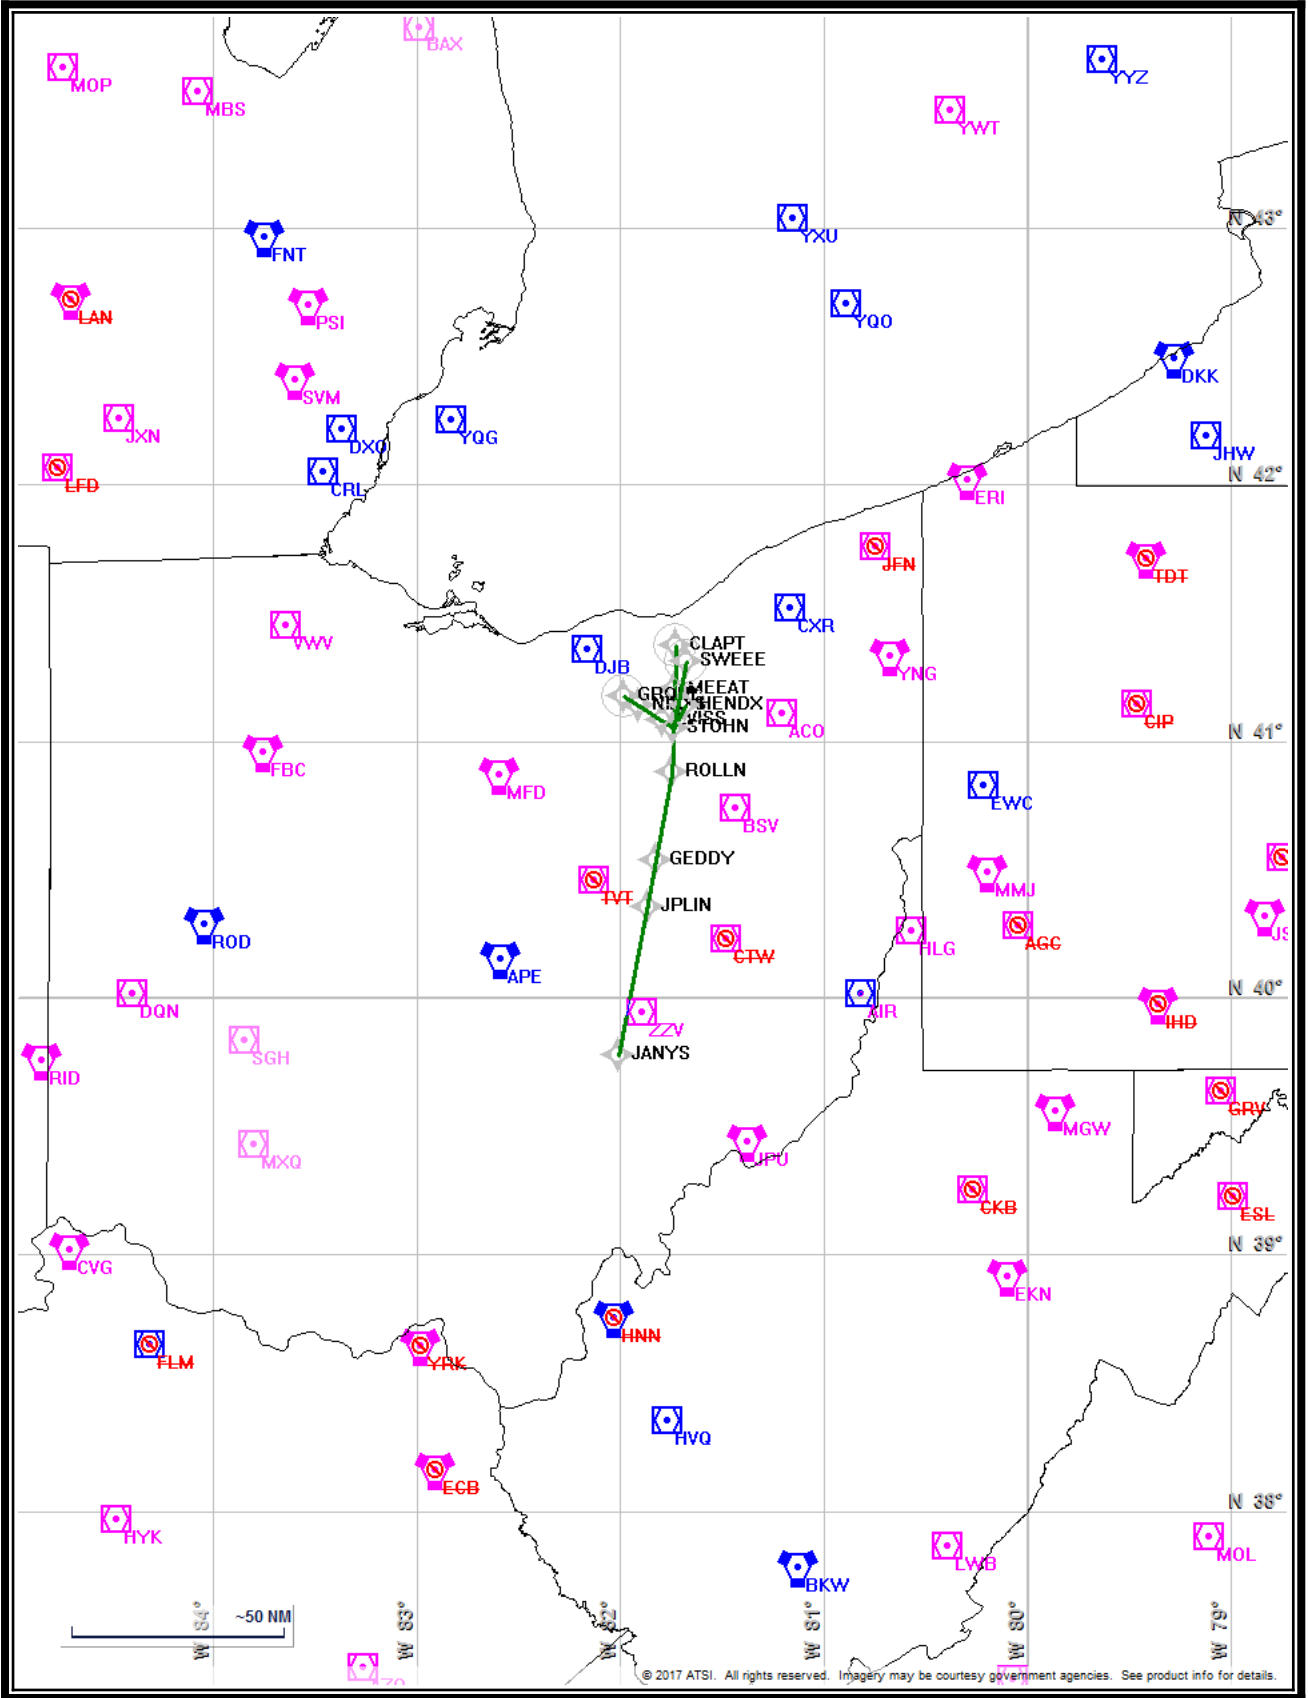 BAX
MOP
YYZ
MBS
YWT
N 43°
YXU
FNT
LAN
PSI
YQO
DKK
SVM
JXN
DXO
YQG
JHW
LFD
CRL
N 42°
ERI
JFN
TDT
CXR
VWV
CLAPT
SWEEE
DJB
YNG
MEEAT
HENDX
CIP
STOHN
ACO
N 41°
FBC
ROLLN
MFD
EWC
BSV
GEDDY
MMJ
TVT
JPLIN
ROD
CTW
HLG
AGC
APE
N 40°
DQN
AIR
ZZV
IHD
SGH
JANYS
RID
GRV
MGW
MXQ
JPU
CKB
ESL
N 39°
CVG
EKN
HNN
FLM
YRK
HVQ
ECB
N 38°
HYK
MOL
LWB
BKW
~50 NM
W 84°
W 83°
W 82°
W 81°
W 80°
W 79°
© 2017 ATSI. All rights reserved. Imagery may be courtesy government agencies. See product info for details.